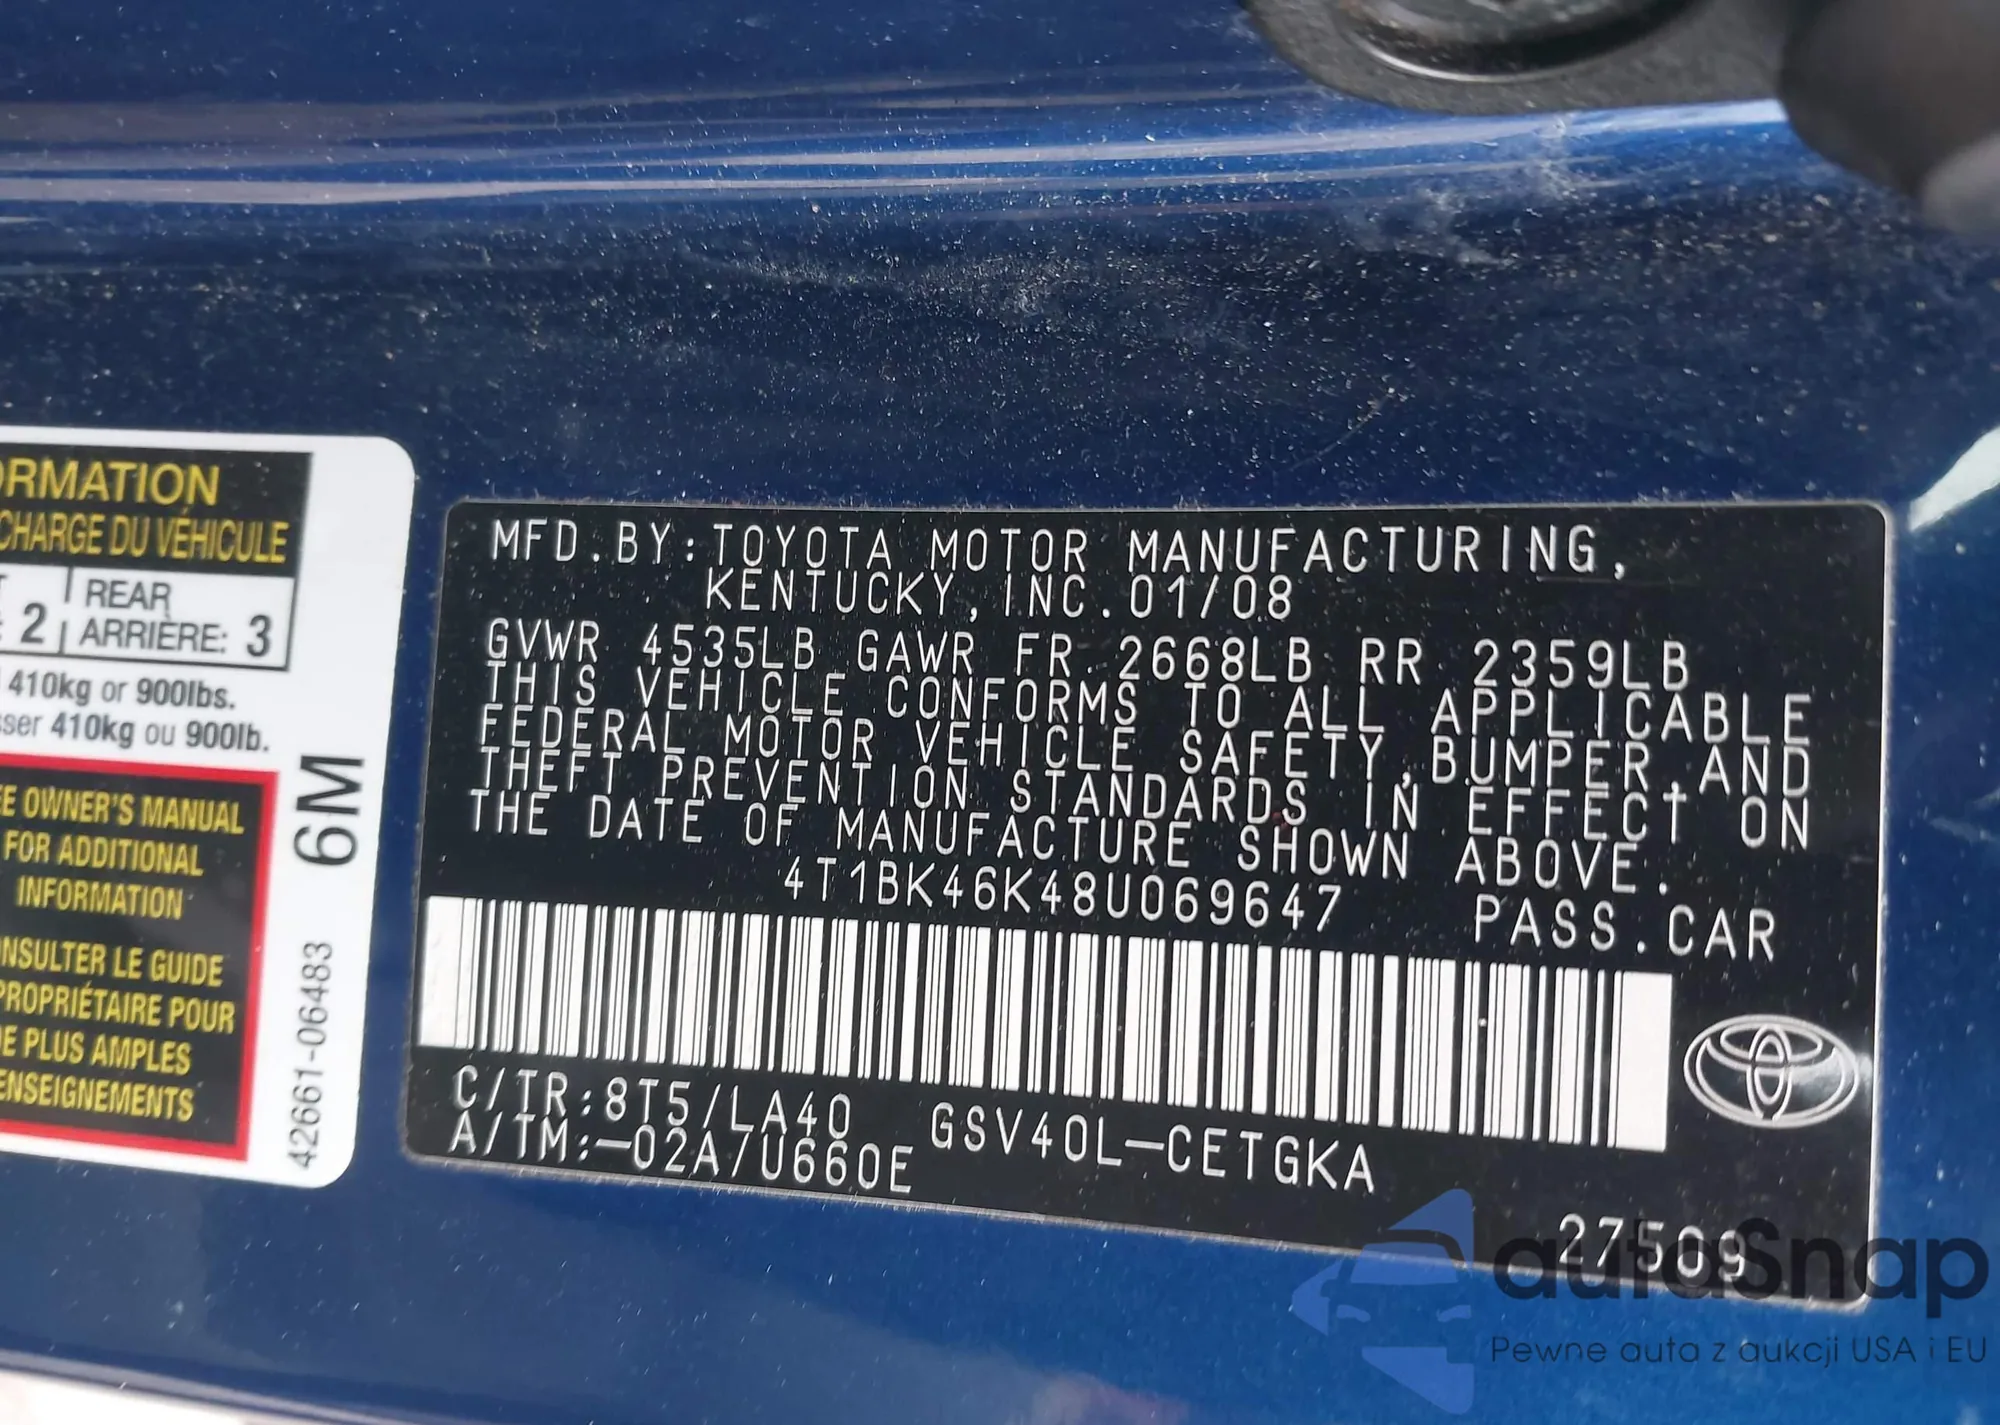 ORMATION
CHARGE DU VÉHICULE
2 REAR
ARRIÈRE: 3
410kg or 900lbs.
sser 410kg ou 900lb.
E OWNER'S MANUAL
FOR ADDITIONAL
INFORMATION
NSULTER LE GUIDE
PROPRIÉTAIRE POUR
E PLUS AMPLES
ENSEIGNEMENTS
6M
42661-06483
MFD.BY:TOYOTA MOTOR MANUFACTURING,
KENTUCKY,INC.01/08
GVWR 4535LB GAWR FR 2668LB RR 2359LB
THIS VEHICLE CONFORMS TO ALL APPLICABLE
FEDERAL MOTOR VEHICLE SAFETY,BUMPER,AND
THEFT PREVENTION STANDARDS IN EFFECT ON
THE DATE OF MANUFACTURE SHOWN ABOVE.
4T1BK46K48U069647 PASS.CAR
C/TR:8T5/LA40 GSV40L-CETGKA
A/TM:-02A/U660E
27509
autoSnap
Pewne auta z aukcji USA i EU